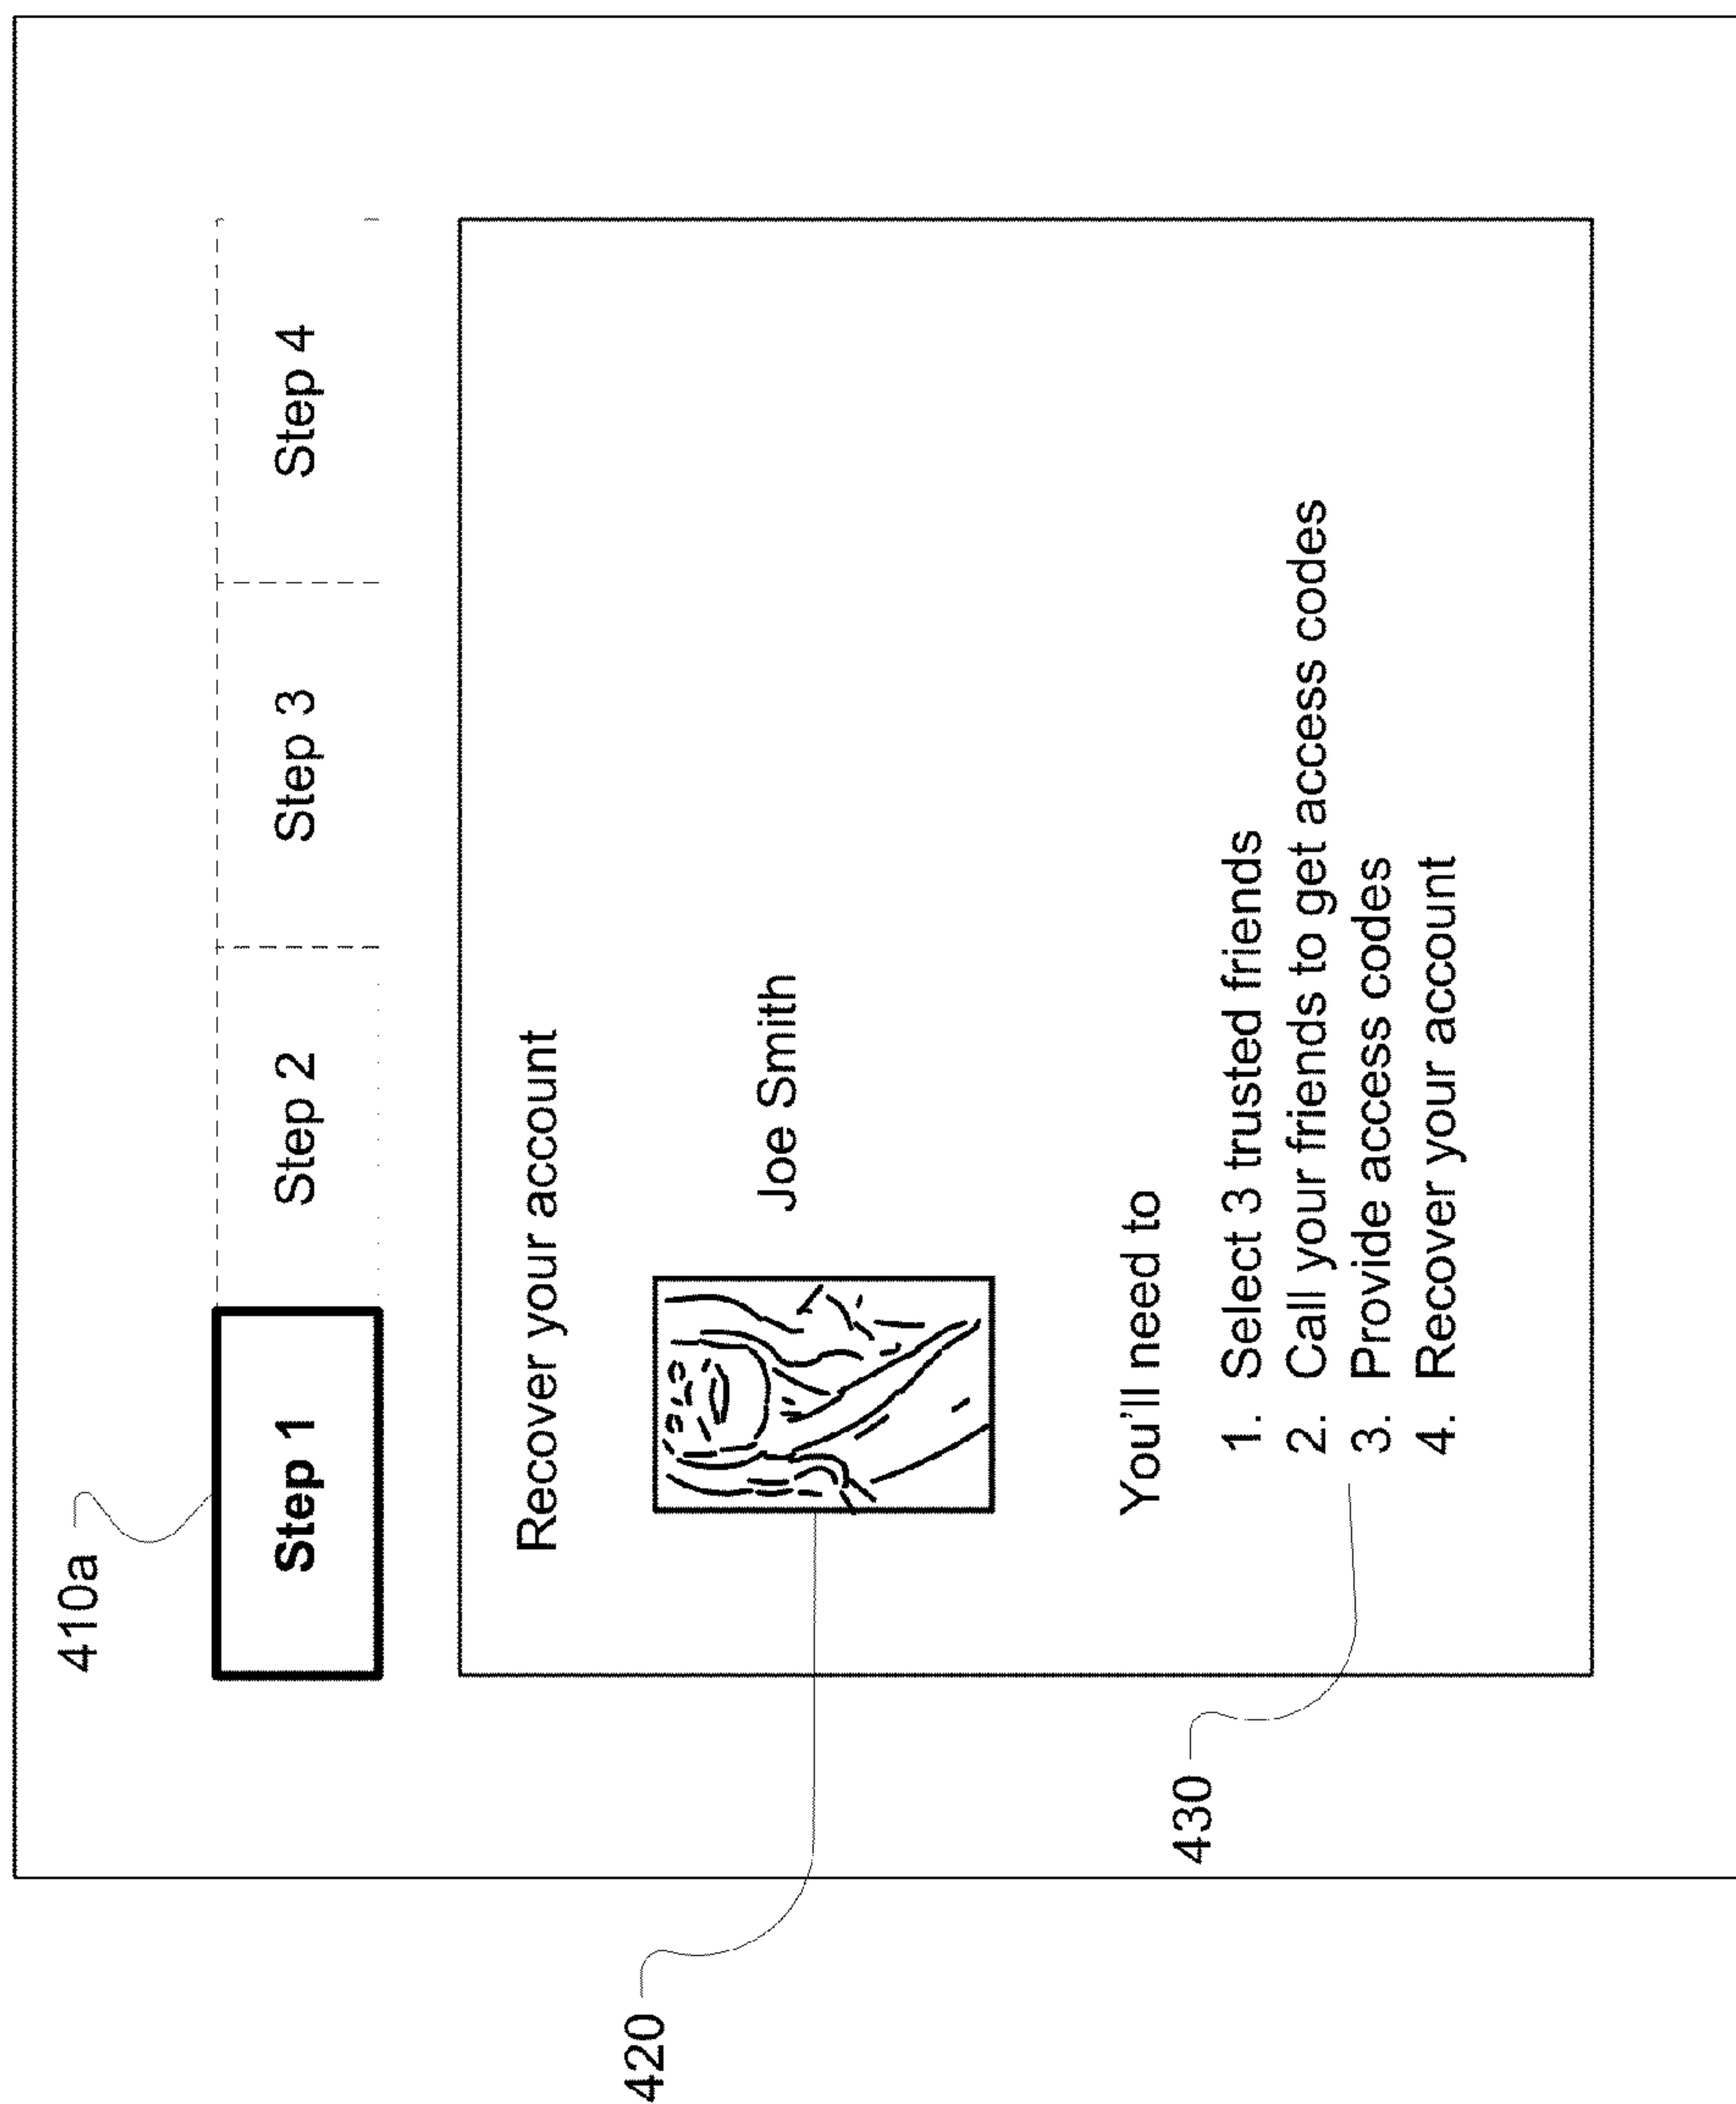 410a
Step 1 Step 2 Step 3 Step 4
Recover your account
420
Joe Smith
You'll need to
430
1. Select 3 trusted friends
2. Call your friends to get access codes
3. Provide access codes
4. Recover your account